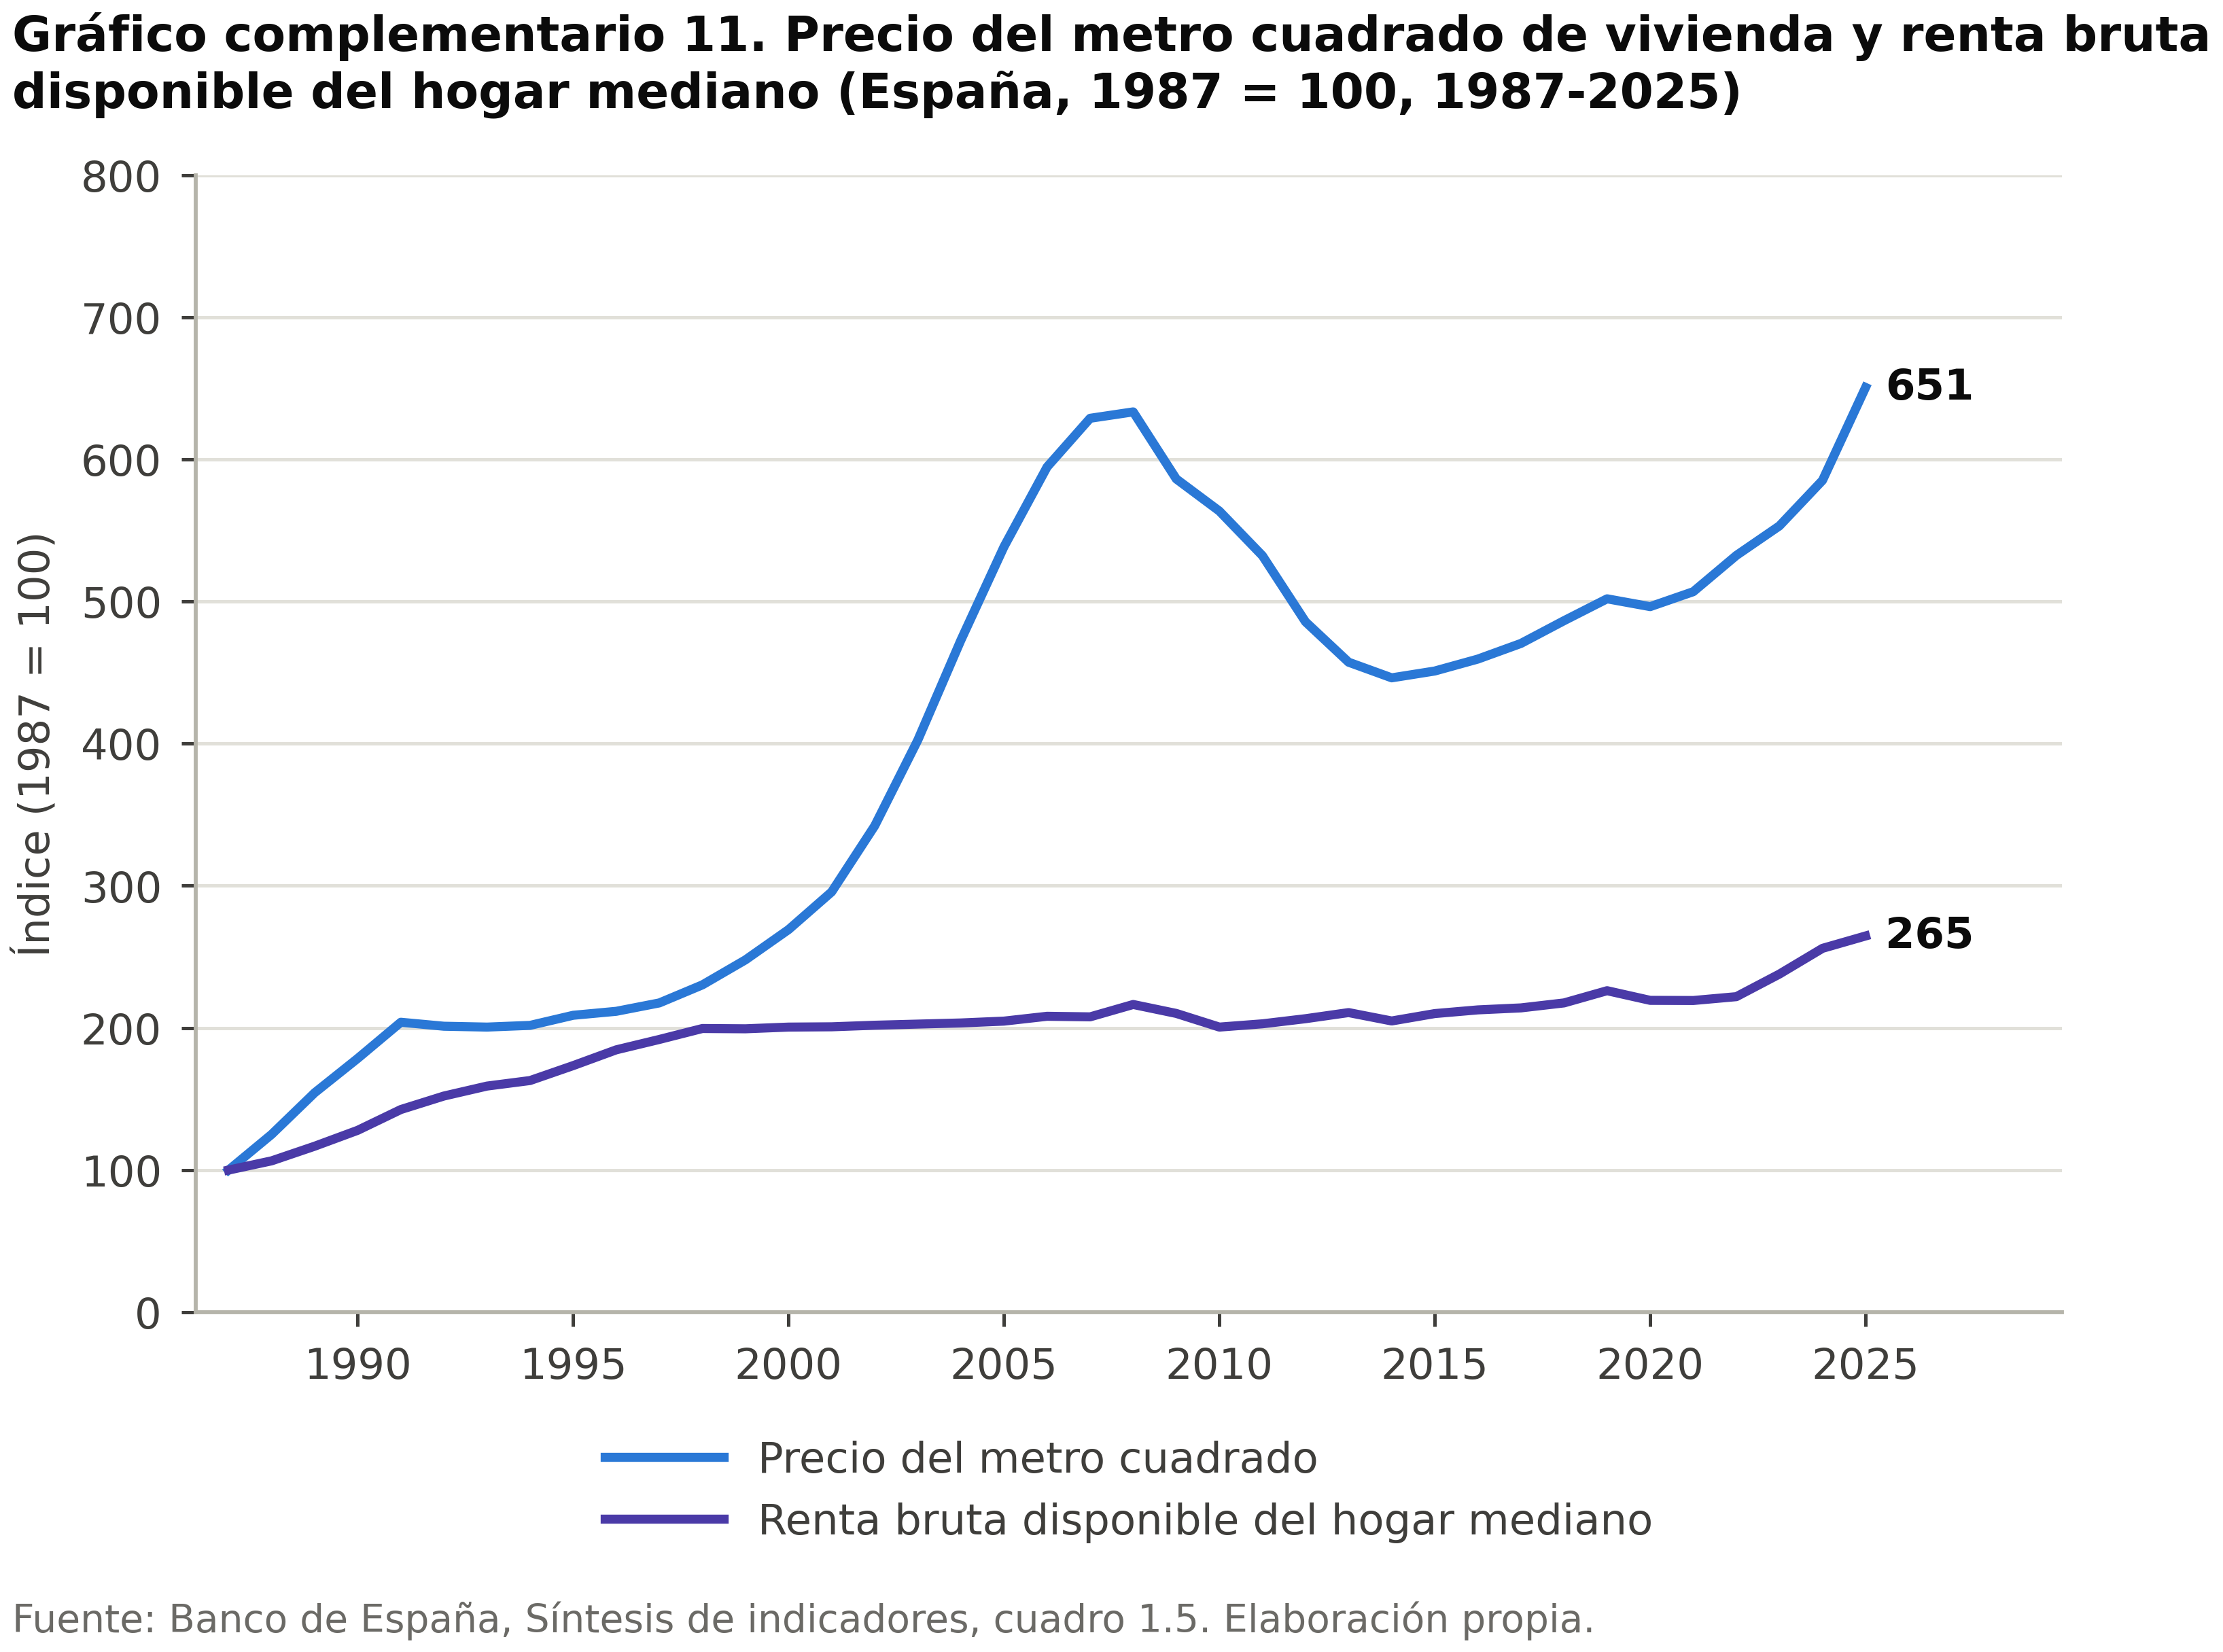 Gráfico complementario 11. Precio del metro cuadrado de vivienda y renta bruta
disponible del hogar mediano (España, 1987 = 100, 1987-2025)
Índice (1987 = 100)
800
700
600
500
400
300
200
100
0
651
265
1990 1995 2000 2005 2010 2015 2020 2025
Precio del metro cuadrado
Renta bruta disponible del hogar mediano
Fuente: Banco de España, Síntesis de indicadores, cuadro 1.5. Elaboración propia.